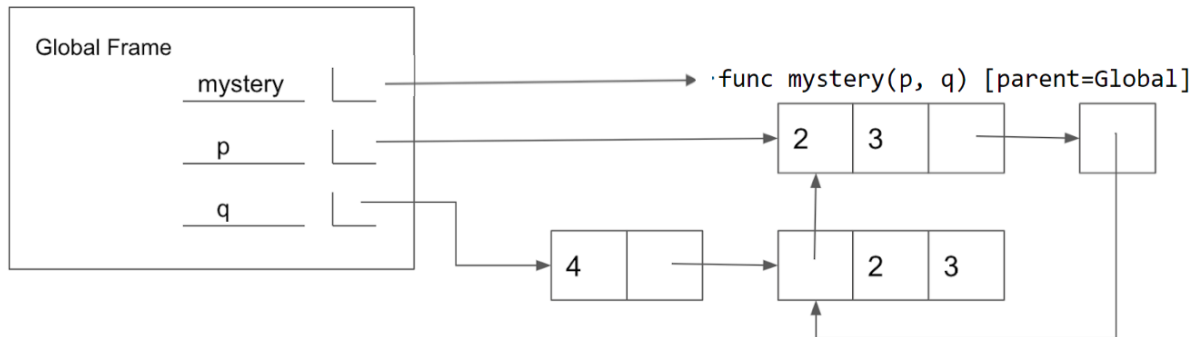 Global Frame
mystery
·func mystery(p, q) [parent=Global]
p
2 3
q
4
2 3